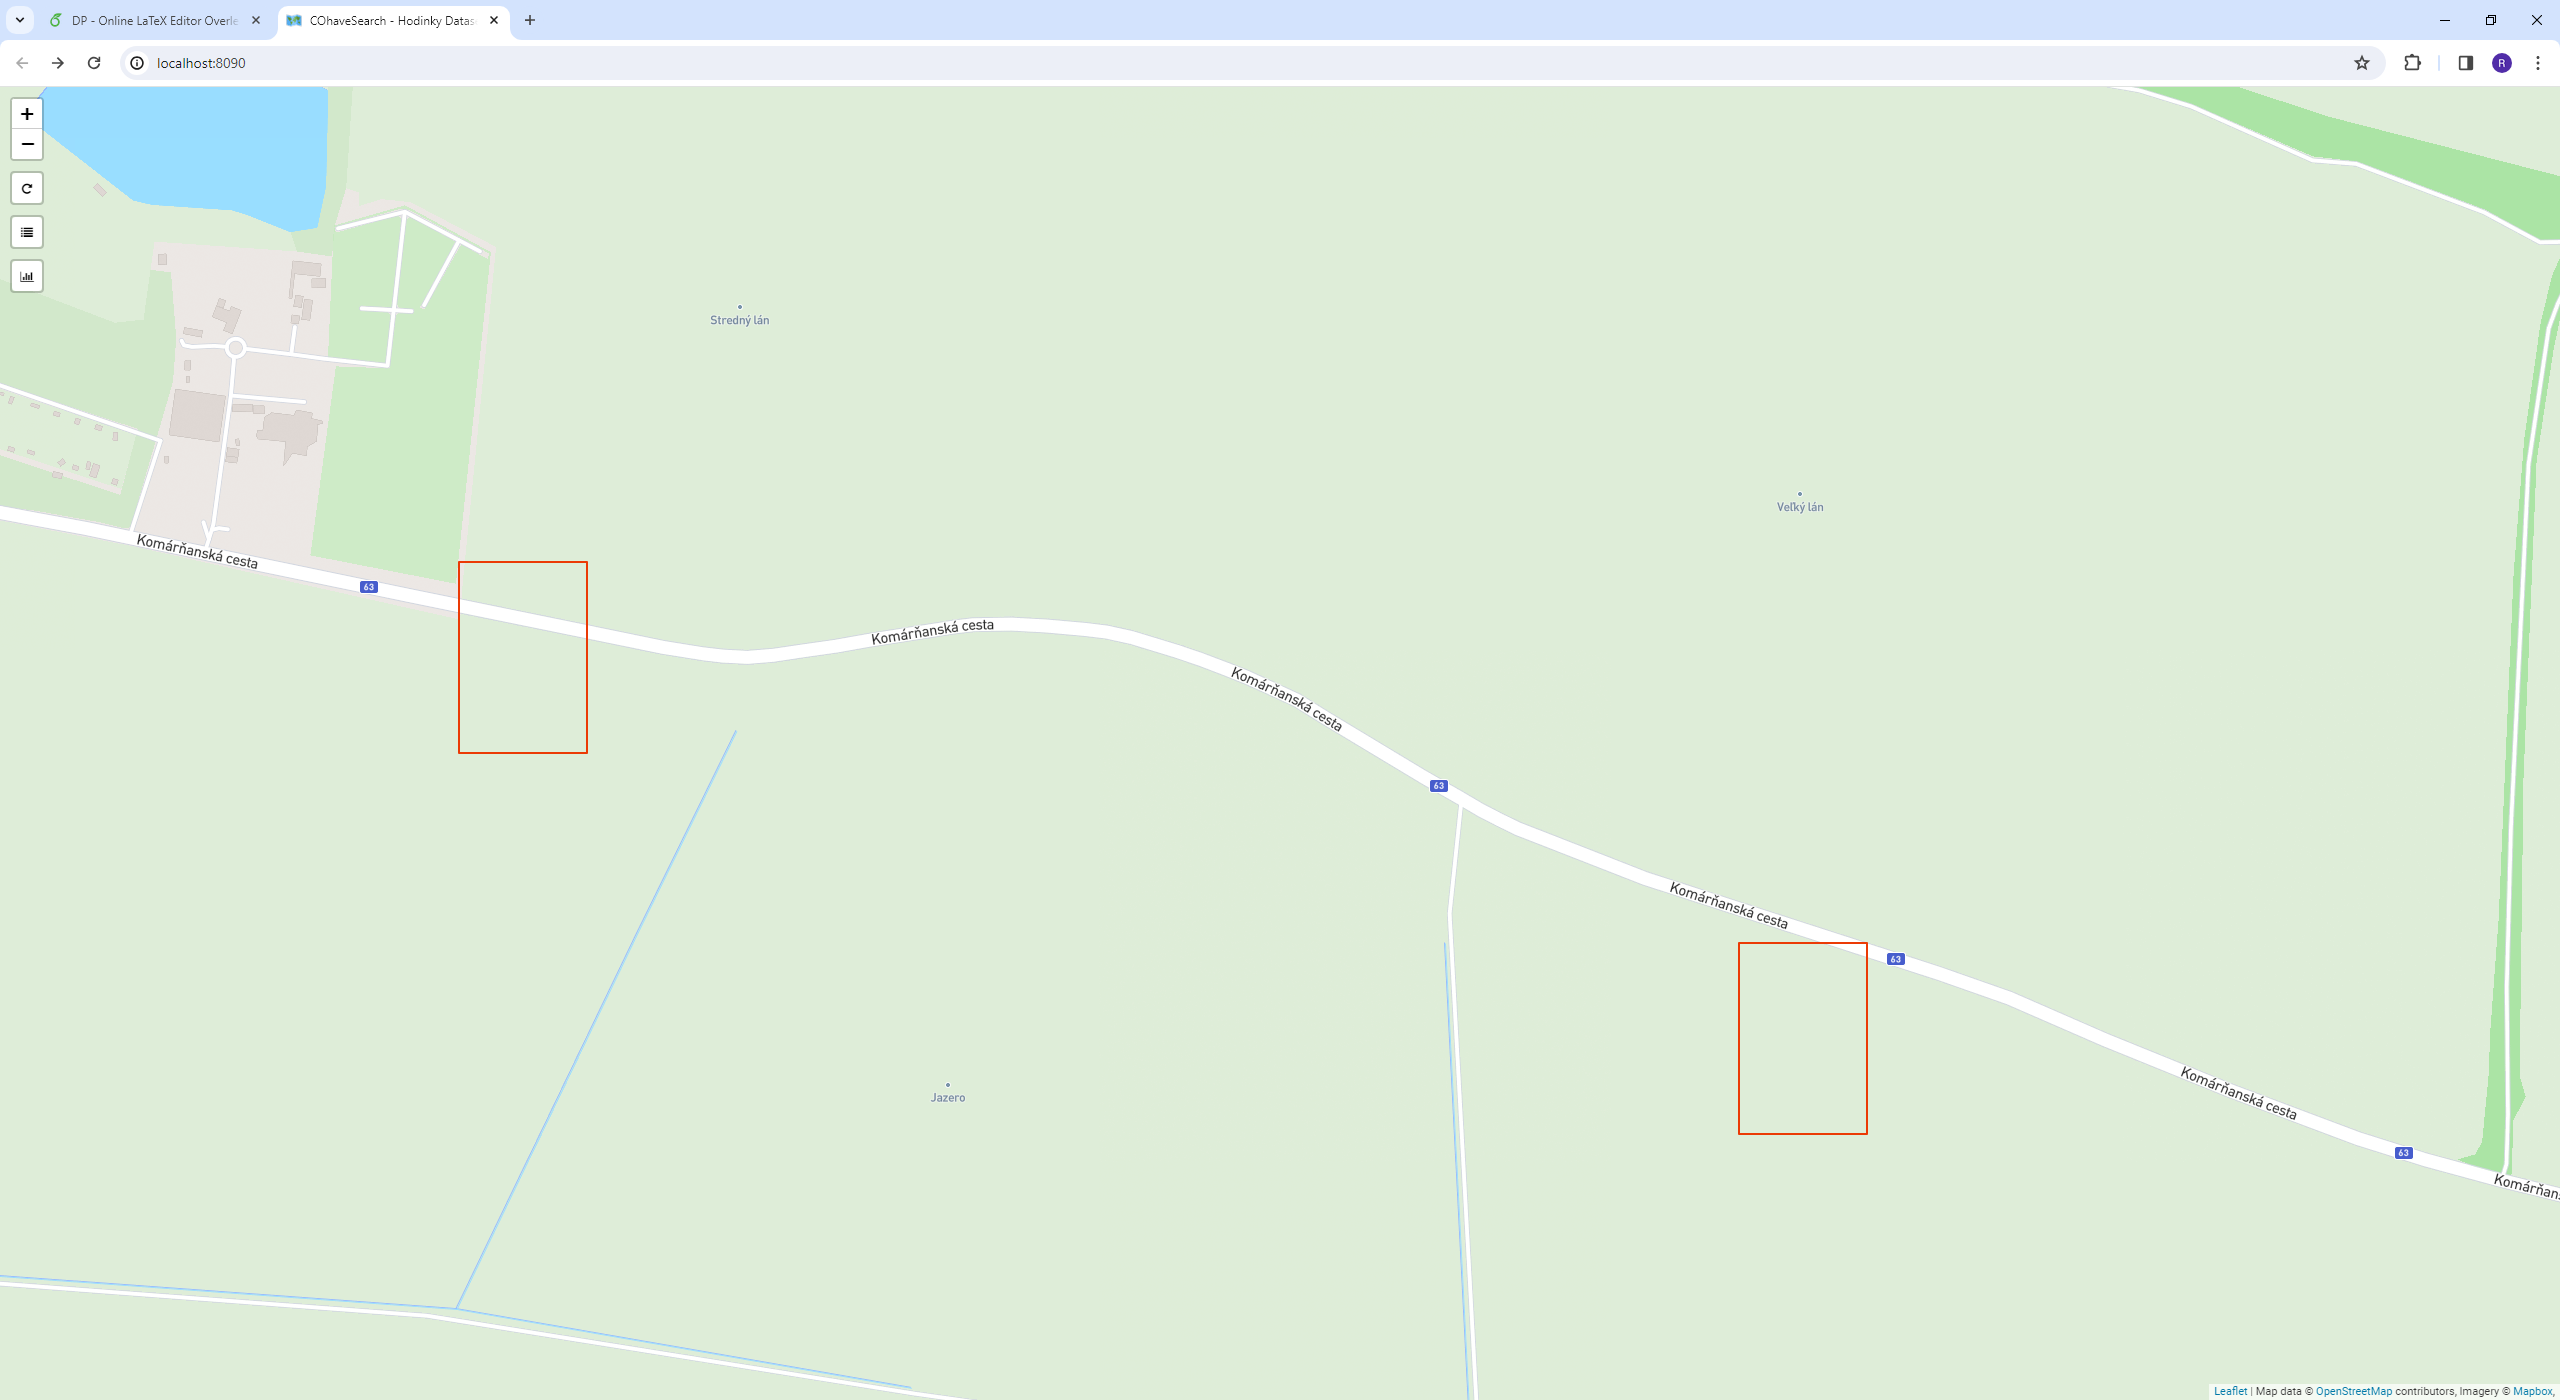 DP - Online LaTeX Editor Overle
COhaveSearch - Hodinky Datas
localhost:8090
R
+
−
Stredný lán
Veľký lán
Komárňanská cesta
63
Komárňanská cesta
Komárňanská cesta
63
Komárňanská cesta
63
Komárňanská cesta
Jazero
63
Komárňans
Leaflet | Map data © OpenStreetMap contributors, Imagery © Mapbox,